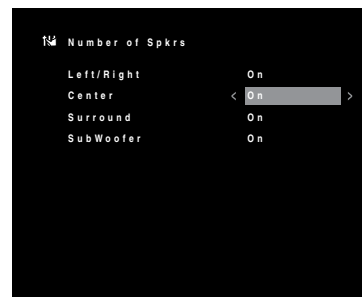 Number of Spkrs
Left/Right On
Center < On >
Surround On
SubWoofer On